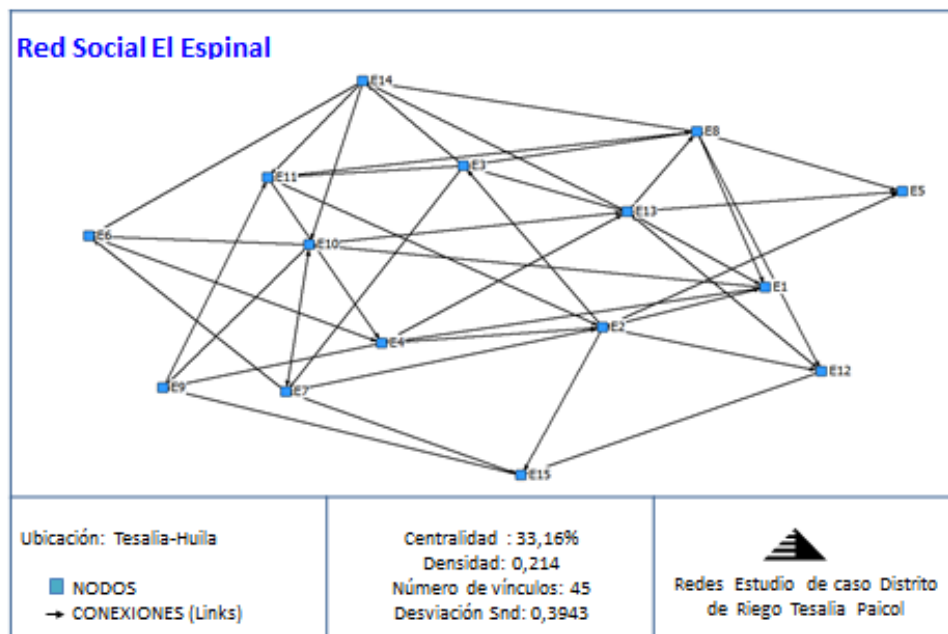 Red Social El Espinal
E14
E8
E3
E11
E5
E13
E6
E10
E1
E2
E4
E12
E9
E7
E15
Ubicación: Tesalia-Huila
NODOS
CONEXIONES (Links)
Centralidad : 33,16%
Densidad: 0,214
Número de vínculos: 45
Desviación Snd: 0,3943
Redes Estudio de caso Distrito
de Riego Tesalia Paicol